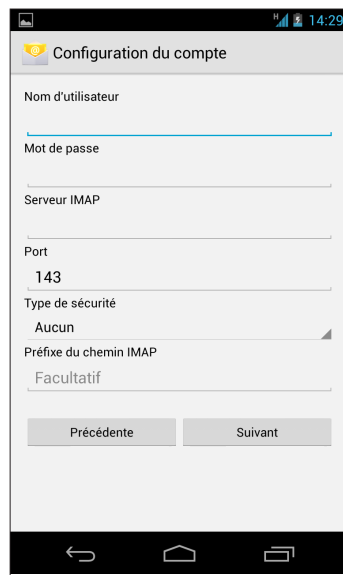 H 14:29
Configuration du compte
Nom d'utilisateur
Mot de passe
Serveur IMAP
Port
143
Type de sécurité
Aucun
Préfixe du chemin IMAP
Facultatif
Précédente Suivant